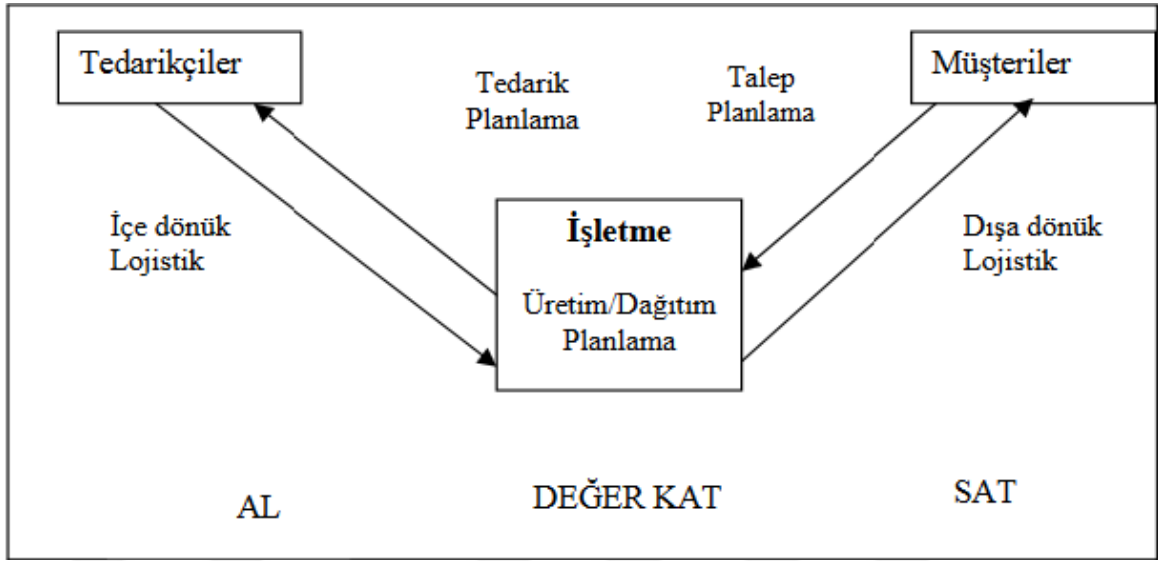 Tedarikçiler
Müşteriler
Tedarik
Planlama
Talep
Planlama
İçe dönük
Lojistik
İşletme
Üretim/Dağıtım
Planlama
Dışa dönük
Lojistik
AL
DEĞER KAT
SAT